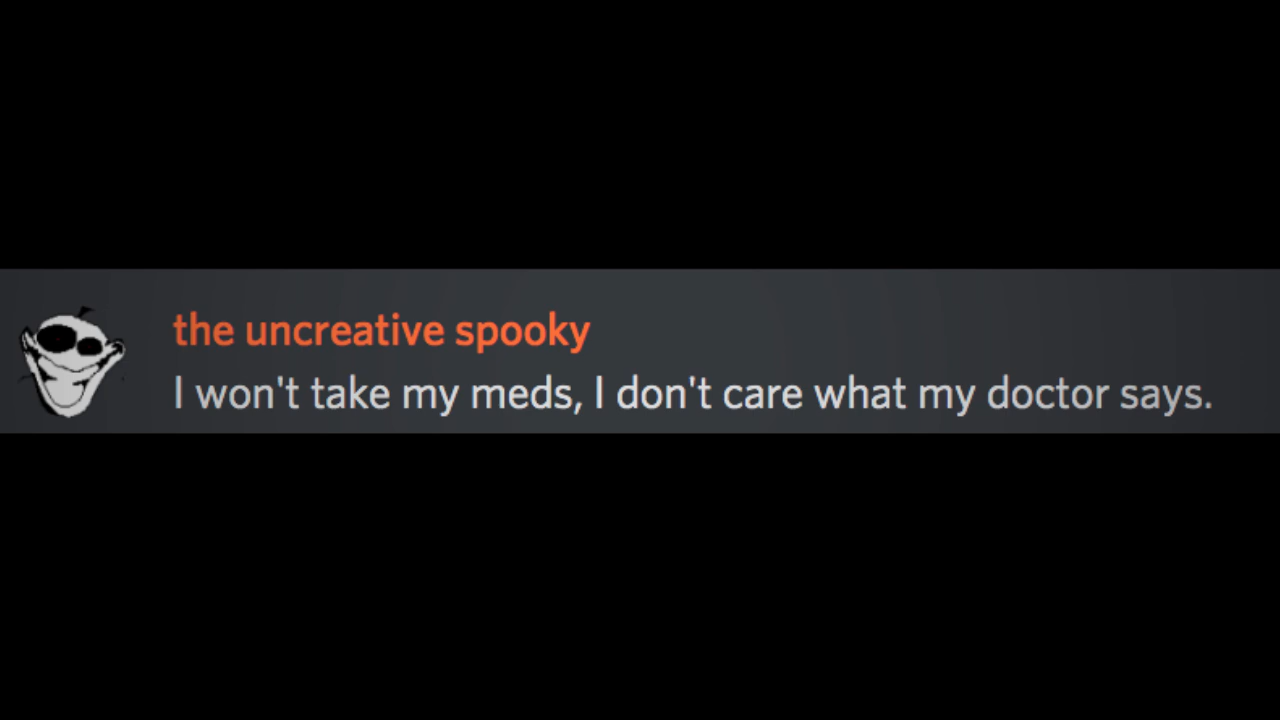 the uncreative spooky
I won't take my meds, I don't care what my doctor says.